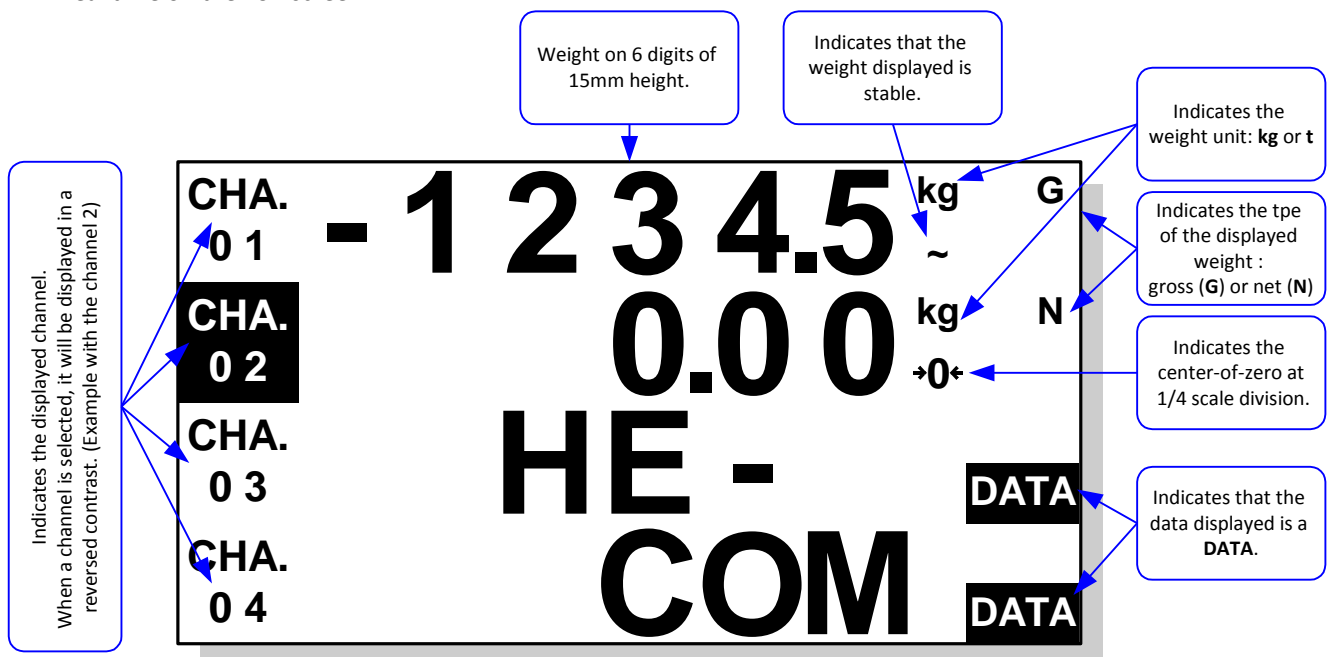 Weight on 6 digits of
15mm height.
Indicates that the
weight displayed is
stable.
Indicates the
weight unit: kg or t
Indicates the tpe
of the displayed
weight :
gross (G) or net (N)
Indicates the
center-of-zero at
1/4 scale division.
Indicates that the
data displayed is a
DATA.
Indicates the displayed channel.
When a channel is selected, it will be displayed in a
reversed contrast. (Example with the channel 2)
CHA.
0 1
- 1 2 3 4.5
kg
~
G
CHA.
0 2
0.0 0
kg
→0←
N
CHA.
0 3
HE -
DATA
CHA.
0 4
COM
DATA